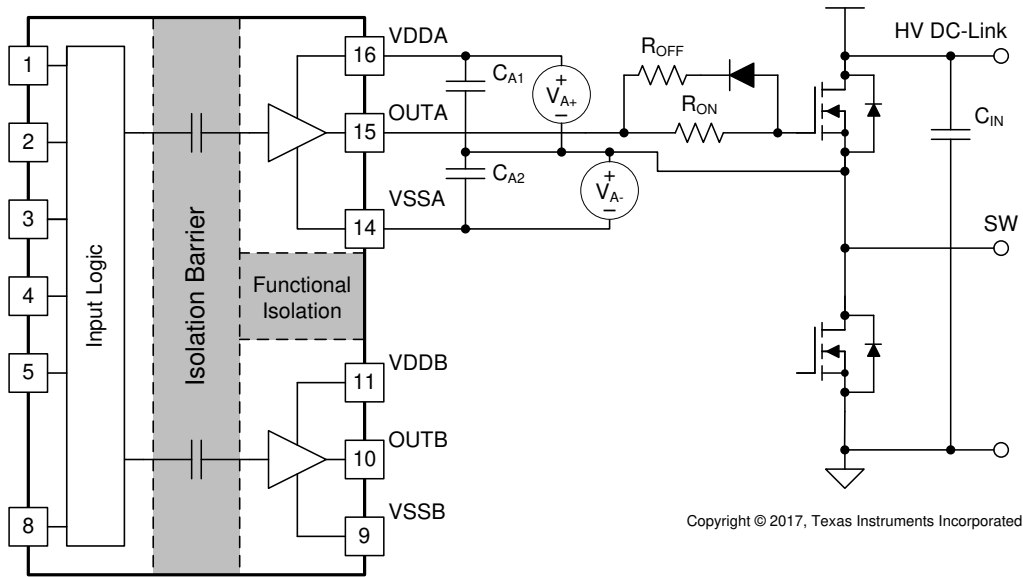 1
2
3
4
5
8
Input Logic
Isolation Barrier
Functional
Isolation
VDDA
16
OUTA
15
VSSA
14
VDDB
11
OUTB
10
VSSB
9
CA1
+
VA+
–
CA2
+
VA-
–
ROFF
RON
HV DC-Link
CIN
SW
Copyright © 2017, Texas Instruments Incorporated